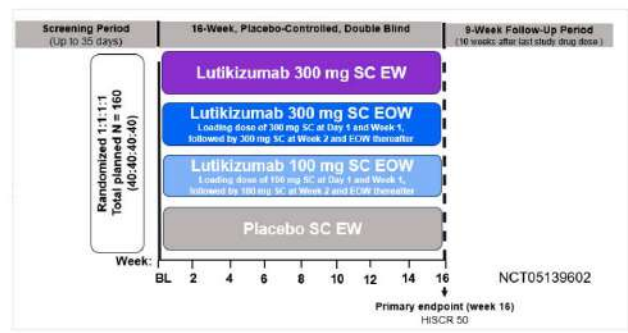 Screening Period
(Up to 35 days)
16-Week, Placebo-Controlled, Double Blind
9-Week Follow-Up Period
(10 weeks after last study drug dose)
Randomized 1:1:1:1
Total planned N = 160
(40:40:40:40)
Lutikizumab 300 mg SC EW
Lutikizumab 300 mg SC EOW
Loading dose of 300 mg SC at Day 1 and Week 1,
followed by 300 mg SC at Week 2 and EOW thereafter
Lutikizumab 100 mg SC EOW
Loading dose of 100 mg SC at Day 1 and Week 1,
followed by 100 mg SC at Week 2 and EOW thereafter
Placebo SC EW
Week:
BL 2 4 6 8 10 12 14 16
NCT05139602
Primary endpoint (week 16)
HiSCR 50